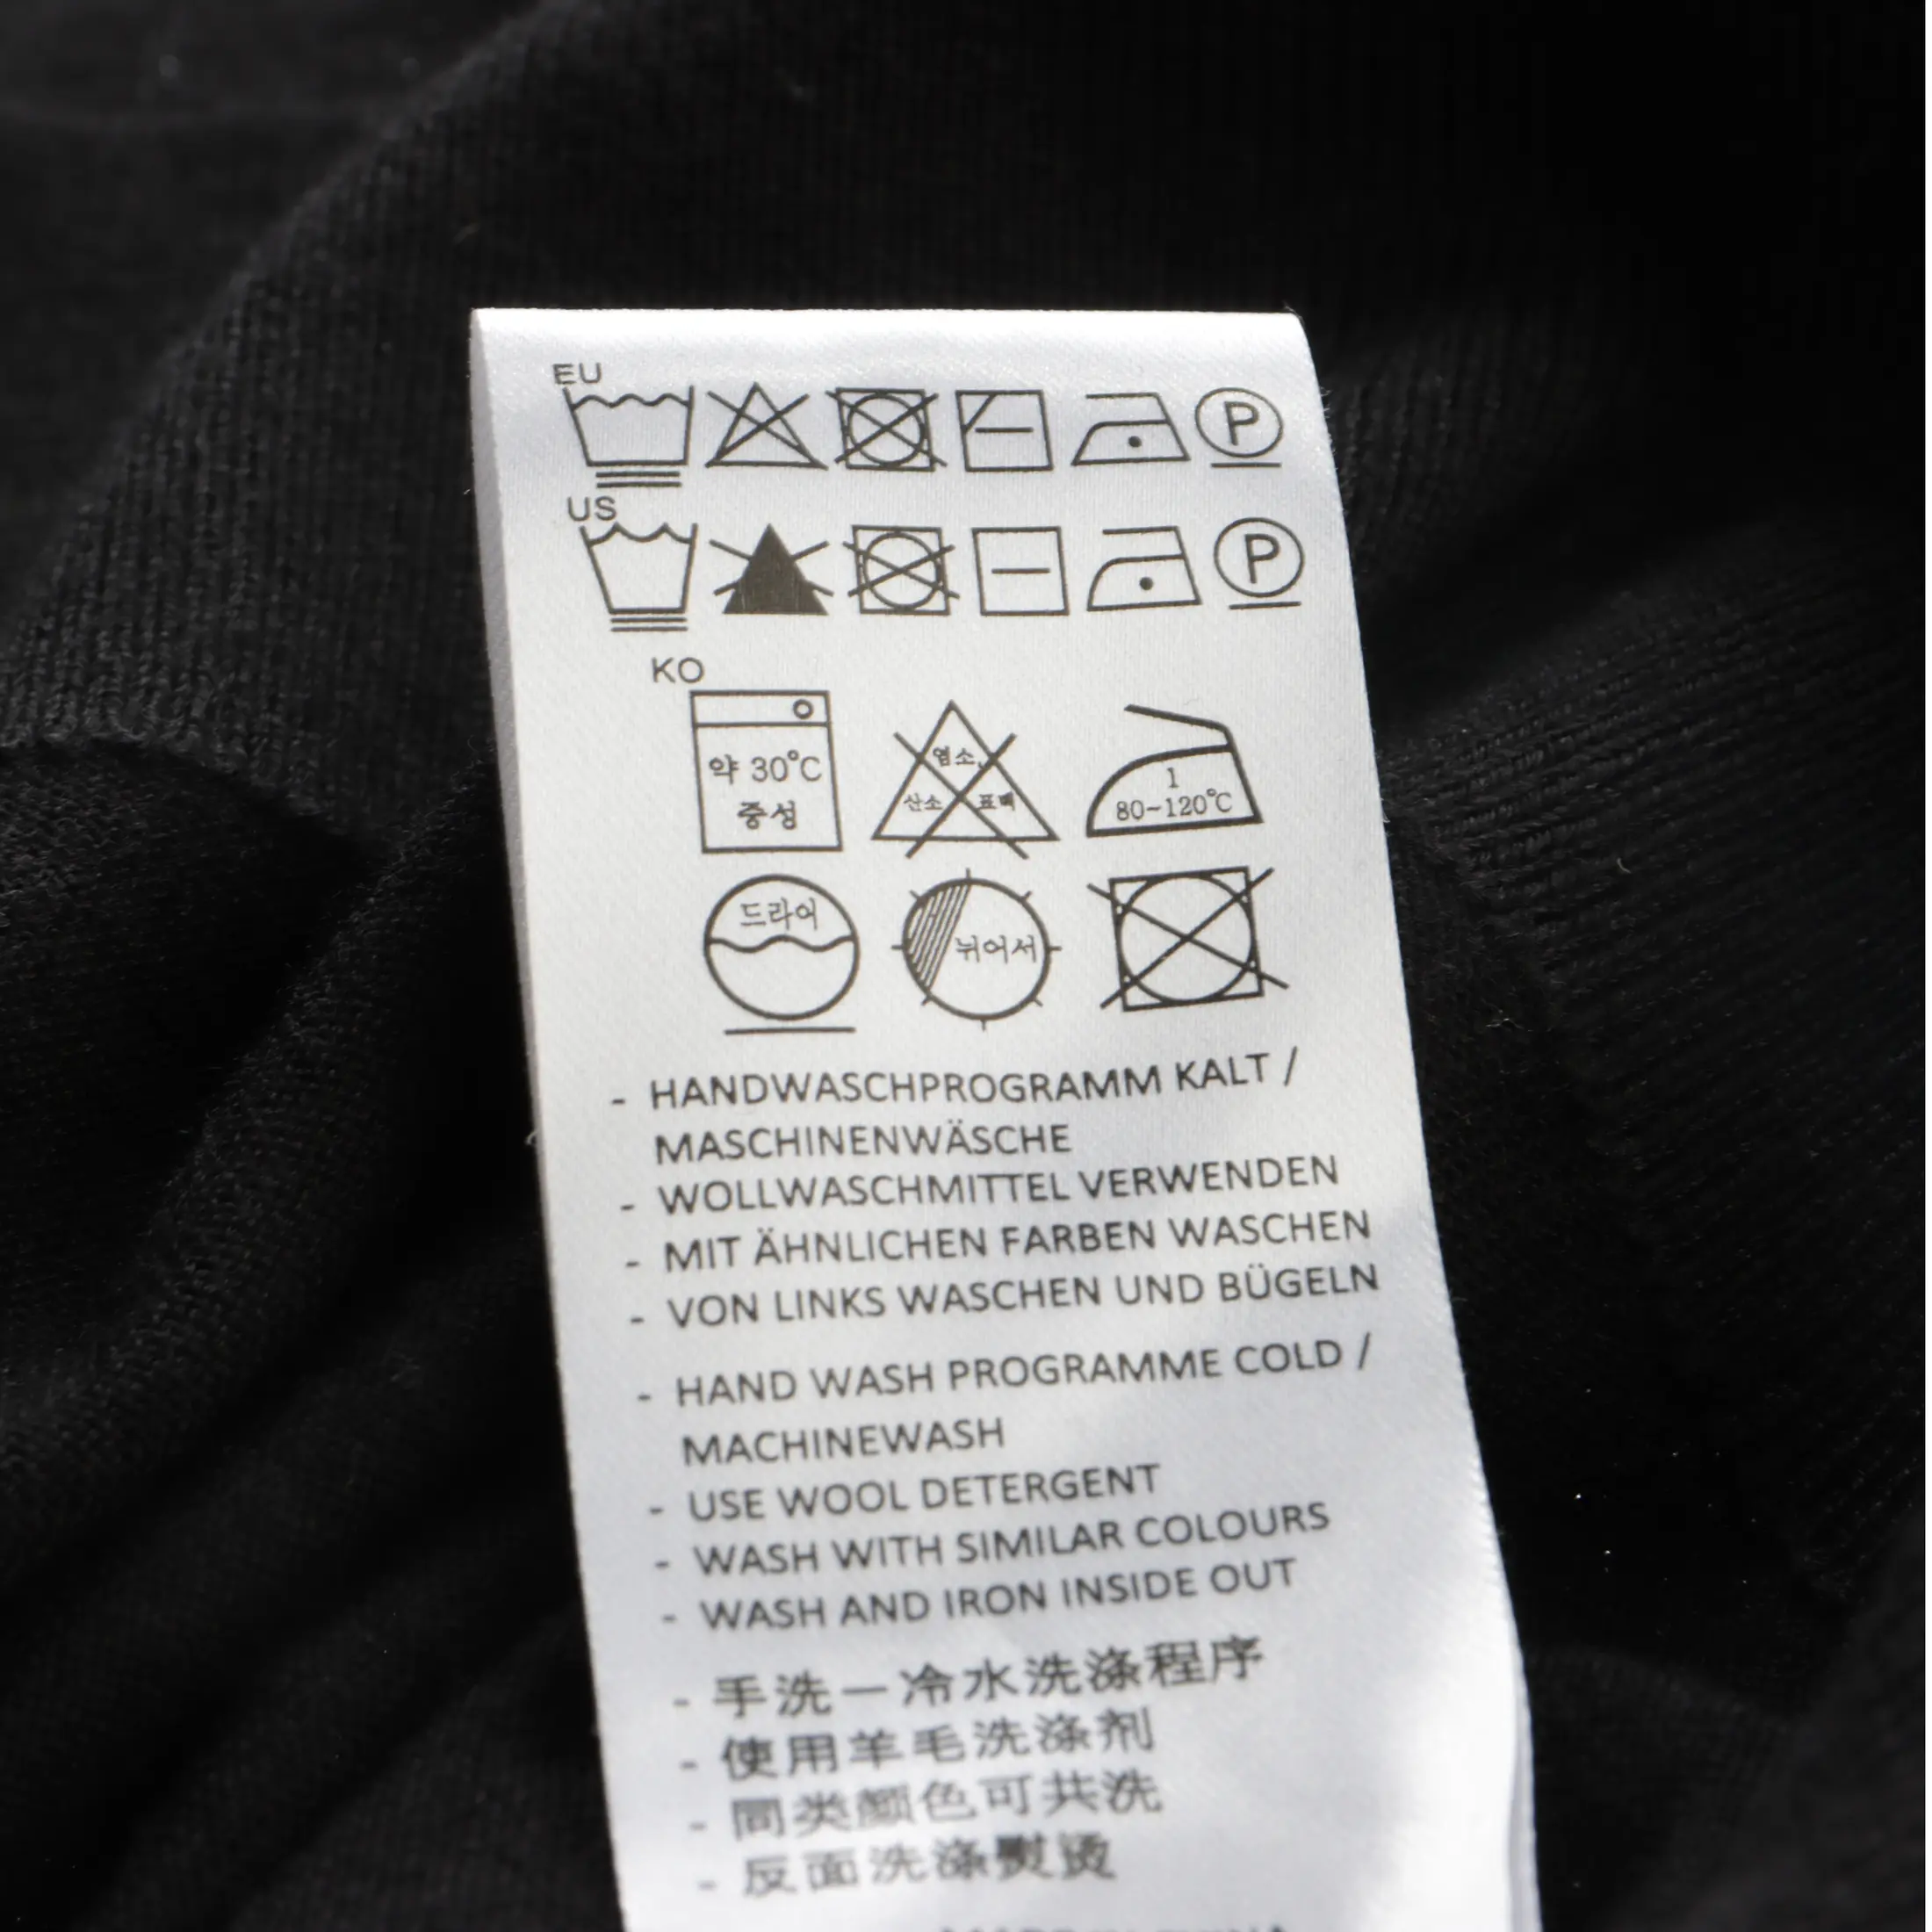 EU
P
US
P
KO
약 30°C
중성
염소
산소 표백
1
80~120°C
드라이
뉘어서
- HANDWASCHPROGRAMM KALT /
MASCHINENWÄSCHE
- WOLLWASCHMITTEL VERWENDEN
- MIT ÄHNLICHEN FARBEN WASCHEN
- VON LINKS WASCHEN UND BÜGELN
- HAND WASH PROGRAMME COLD /
MACHINEWASH
- USE WOOL DETERGENT
- WASH WITH SIMILAR COLOURS
- WASH AND IRON INSIDE OUT
- 手洗一冷水洗涤程序
- 使用羊毛洗涤剂
- 同类颜色可共洗
- 反面洗涤熨烫